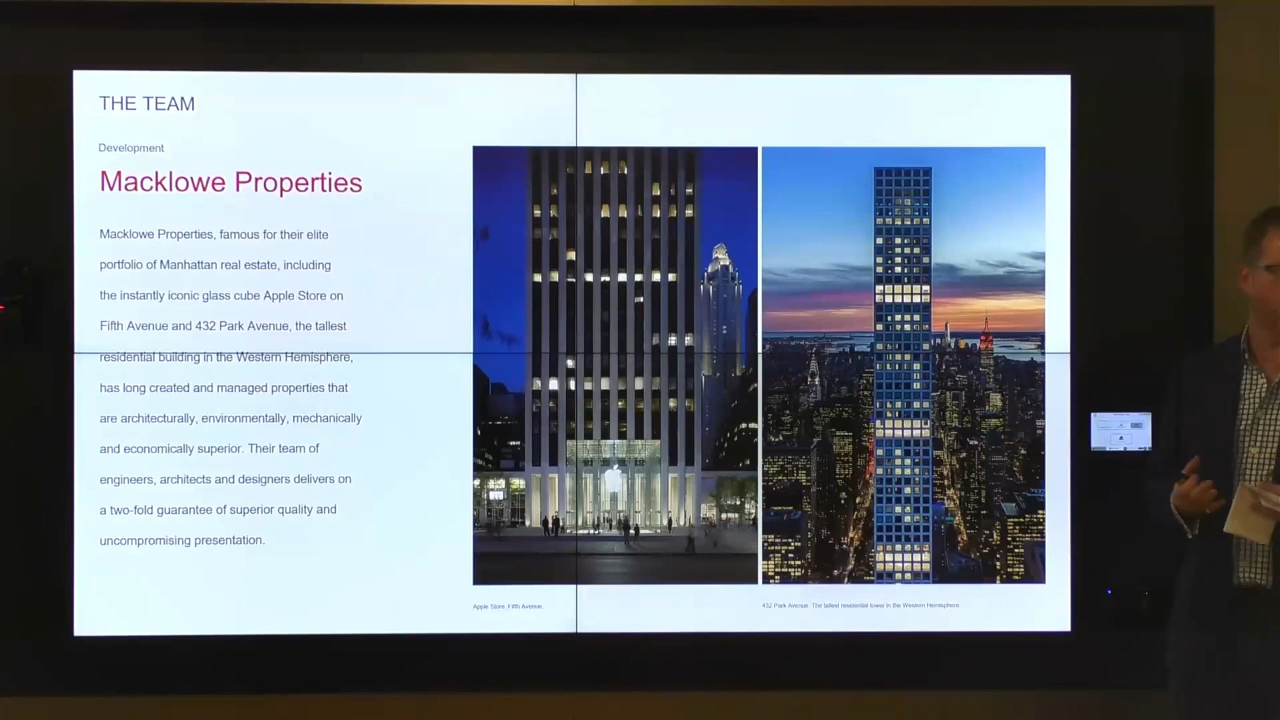 THE TEAM
Development
Macklowe Properties
Macklowe Properties, famous for their elite
portfolio of Manhattan real estate, including
the instantly iconic glass cube Apple Store on
Fifth Avenue and 432 Park Avenue, the tallest
residential building in the Western Hemisphere,
has long created and managed properties that
are architecturally, environmentally, mechanically
and economically superior. Their team of
engineers, architects and designers delivers on
a two-fold guarantee of superior quality and
uncompromising presentation.
Apple Store, Fifth Avenue.
432 Park Avenue. The tallest residential tower in the Western Hemisphere.